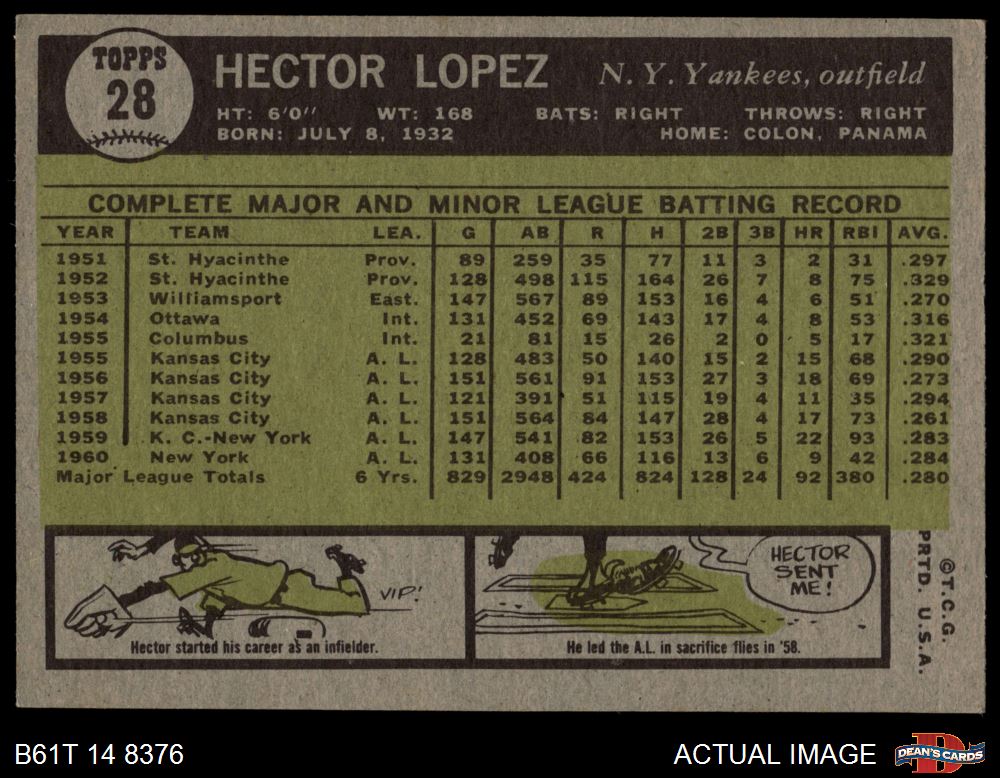 TOPPS
28
HECTOR LOPEZ N. Y. Yankees, outfield
HT: 6'0" WT: 168 BATS: RIGHT THROWS: RIGHT
BORN: JULY 8, 1932 HOME: COLON, PANAMA
COMPLETE MAJOR AND MINOR LEAGUE BATTING RECORD
YEAR TEAM LEA. G AB R H 2B 3B HR RBI AVG.
1951 St. Hyacinthe Prov. 89 259 35 77 11 3 2 31 .297
1952 St. Hyacinthe Prov. 128 498 115 164 26 7 8 75 .329
1953 Williamsport East. 147 567 89 153 16 4 6 51 .270
1954 Ottawa Int. 131 452 69 143 17 4 8 53 .316
1955 Columbus Int. 21 81 15 26 2 0 5 17 .321
1955 Kansas City A. L. 128 483 50 140 15 2 15 68 .290
1956 Kansas City A. L. 151 561 91 153 27 3 18 69 .273
1957 Kansas City A. L. 121 391 51 115 19 4 11 35 .294
1958 Kansas City A. L. 151 564 84 147 28 4 17 73 .261
1959 K. C.-New York A. L. 147 541 82 153 26 5 22 93 .283
1960 New York A. L. 131 408 66 116 13 6 9 42 .284
Major League Totals 6 Yrs. 829 2948 424 824 128 24 92 380 .280
VIP!
Hector started his career as an infielder.
HECTOR
SENT
ME!
He led the A.L. in sacrifice flies in '58.
©T.C.G.
PRTD. U.S.A.
B61T 14 8376 ACTUAL IMAGE
DEAN'S CARDS